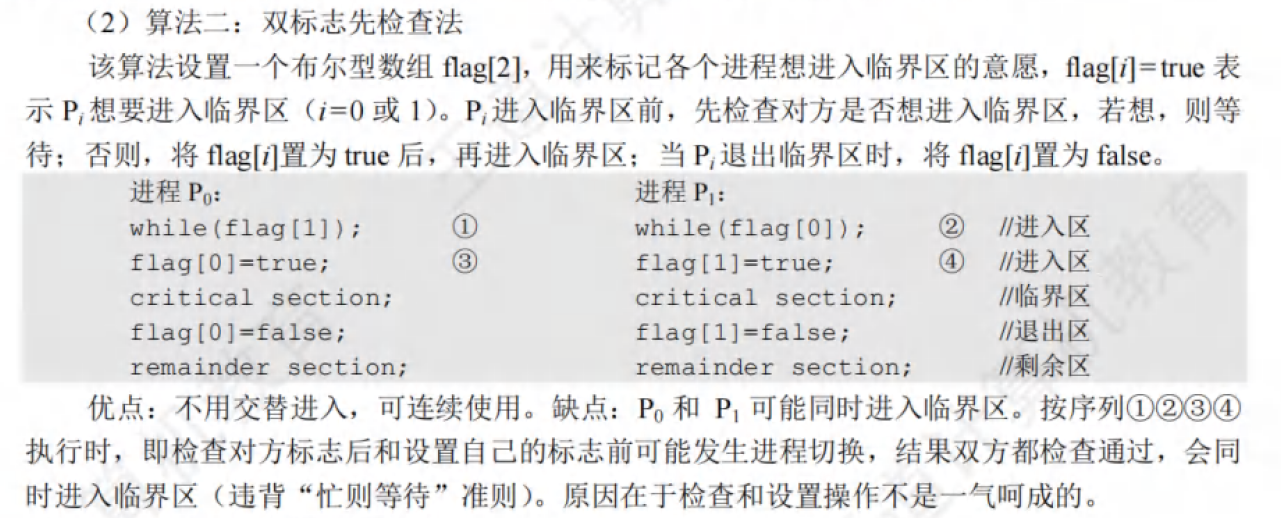 （2）算法二：双标志先检查法
该算法设置一个布尔型数组 flag[2]，用来标记各个进程想进入临界区的意愿，flag[i]=true 表
示 Pi 想要进入临界区（i=0 或 1）。Pi 进入临界区前，先检查对方是否想进入临界区，若想，则等
待；否则，将 flag[i]置为 true 后，再进入临界区；当 Pi 退出临界区时，将 flag[i]置为 false。
进程 P0： 进程 P1：
while(flag[1]); ① while(flag[0]); ② //进入区
flag[0]=true; ③ flag[1]=true; ④ //进入区
critical section; critical section; //临界区
flag[0]=false; flag[1]=false; //退出区
remainder section; remainder section; //剩余区
优点：不用交替进入，可连续使用。缺点：P0 和 P1 可能同时进入临界区。按序列①②③④
执行时，即检查对方标志后和设置自己的标志前可能发生进程切换，结果双方都检查通过，会同
时进入临界区（违背“忙则等待”准则）。原因在于检查和设置操作不是一气呵成的。